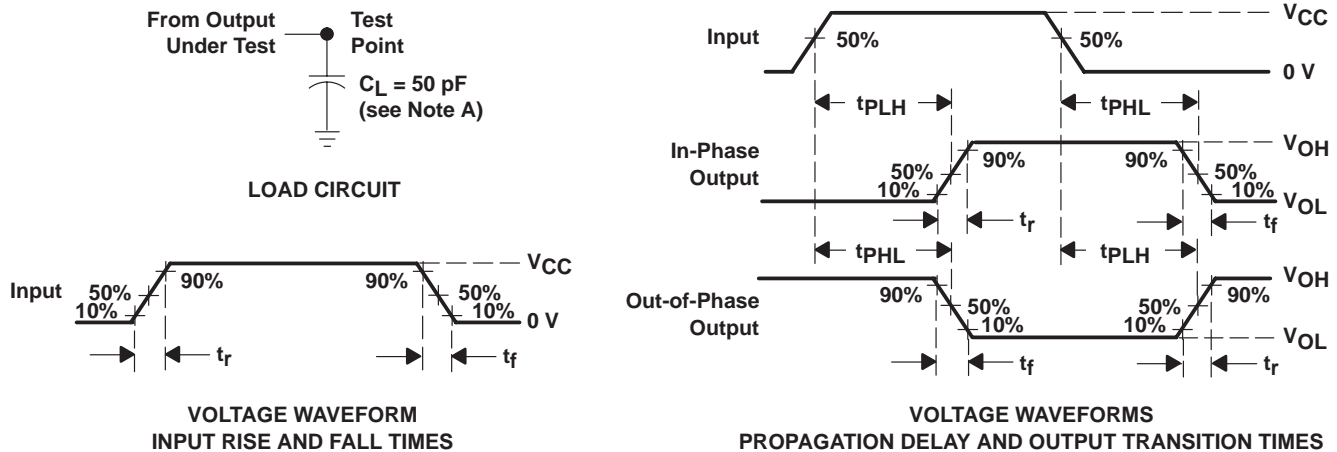 From Output
Under Test
Test
Point
CL = 50 pF
(see Note A)
LOAD CIRCUIT
Input
50%
10%
90%
90%
50%
10%
VCC
0 V
tr
tf
VOLTAGE WAVEFORM
INPUT RISE AND FALL TIMES
Input
50%
50%
VCC
0 V
tPLH
tPHL
In-Phase
Output
50%
10%
90%
90%
50%
10%
VOH
VOL
tr
tf
tPHL
tPLH
Out-of-Phase
Output
90%
50%
10%
50%
10%
90%
VOH
VOL
tf
tr
VOLTAGE WAVEFORMS
PROPAGATION DELAY AND OUTPUT TRANSITION TIMES